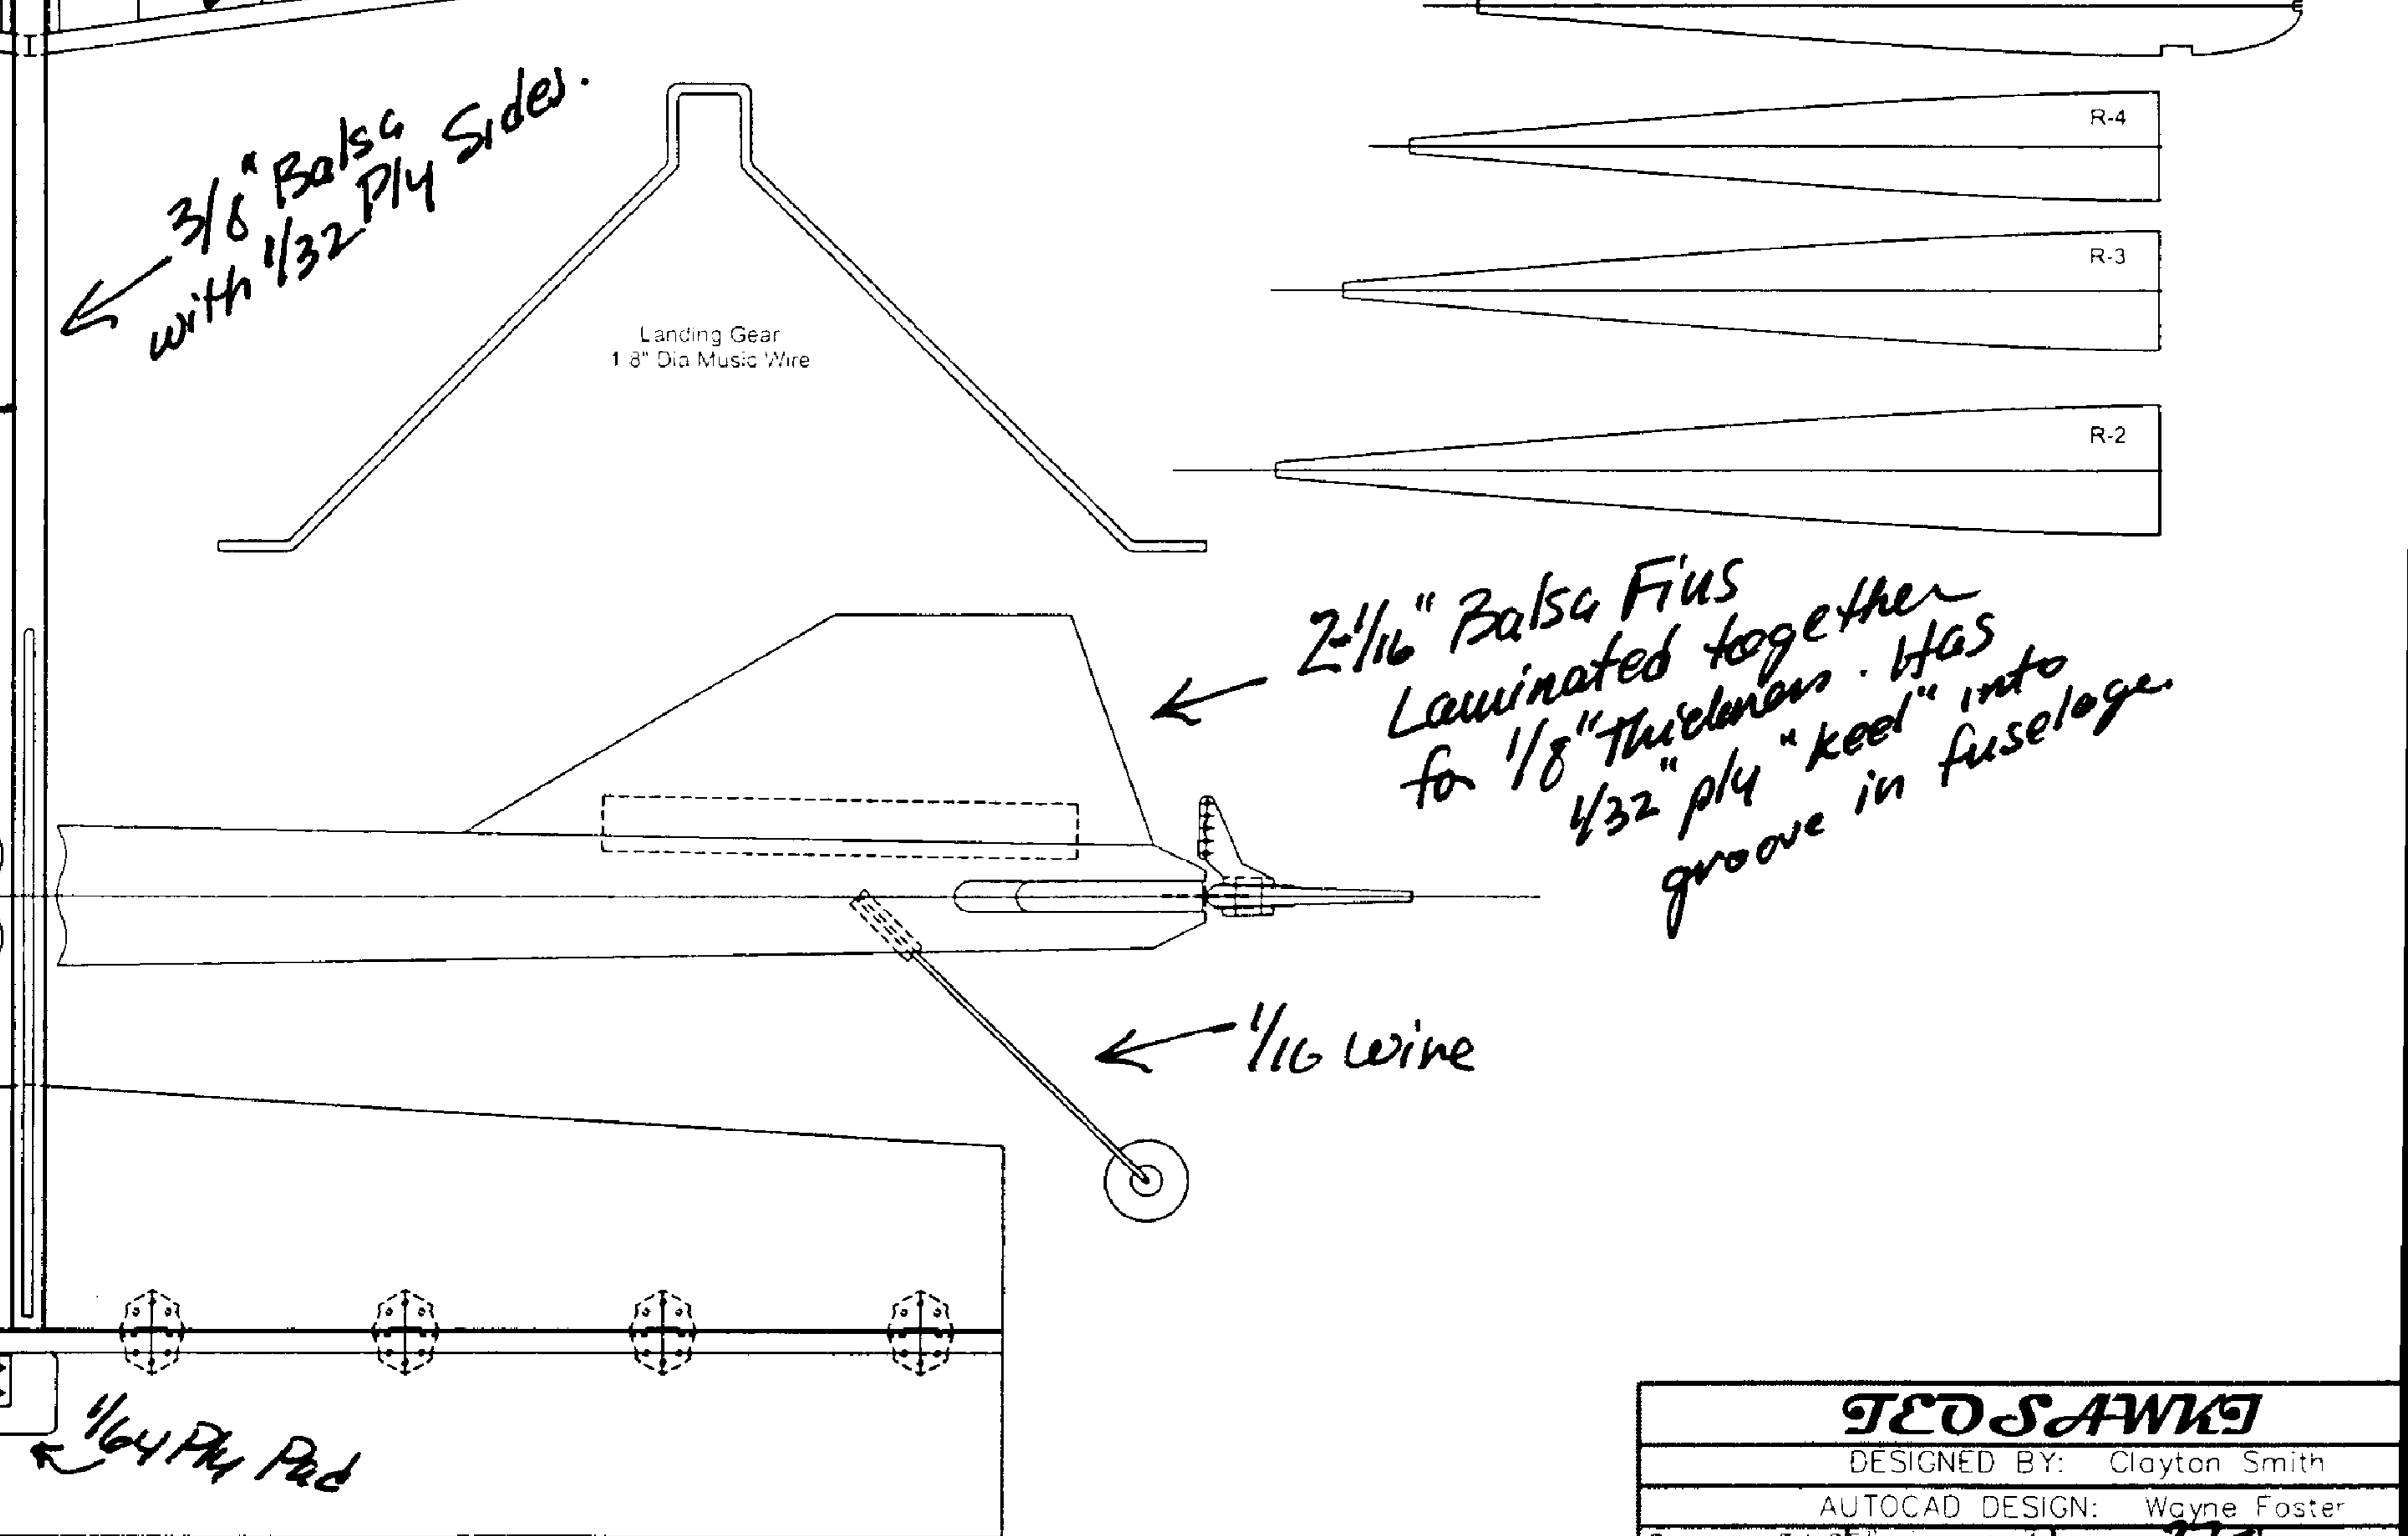 3/8" Balsa
with 1/32 Ply Sides.
R-4
R-3
Landing Gear
1 8" Dia Music Wire
R-2
2-1/16" Balsa Fins
Laminated together
for 1/8" Thickness. Has
1/32" ply "keel" into
groove in fuselage.
1/16 wire
1/64 Ply Pad
TEOSAWKI
DESIGNED BY: Clayton Smith
AUTOCAD DESIGN: Wayne Foster